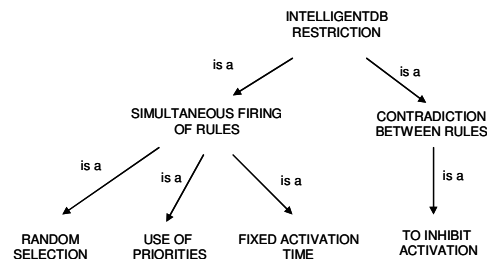 INTELLIGENTDB
RESTRICTION
is a
is a
SIMULTANEOUS FIRING
OF RULES
CONTRADICTION
BETWEEN RULES
is a
is a
is a
is a
RANDOM
SELECTION
USE OF
PRIORITIES
FIXED ACTIVATION
TIME
TO INHIBIT
ACTIVATION